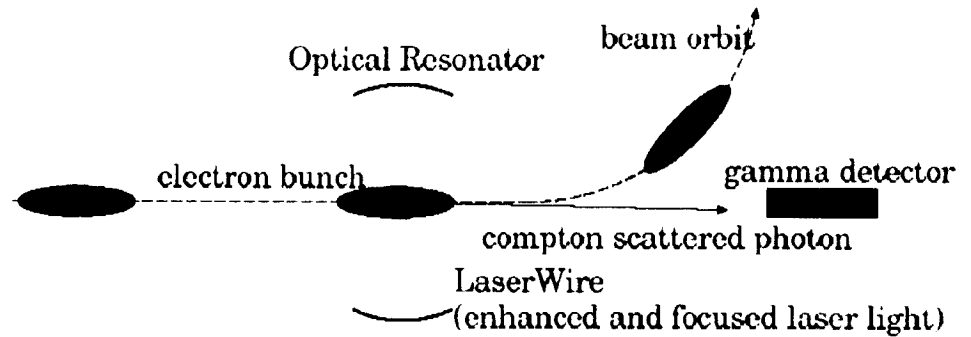 beam orbit
Optical Resonator
electron bunch
gamma detector
compton scattered photon
LaserWire
(enhanced and focused laser light)